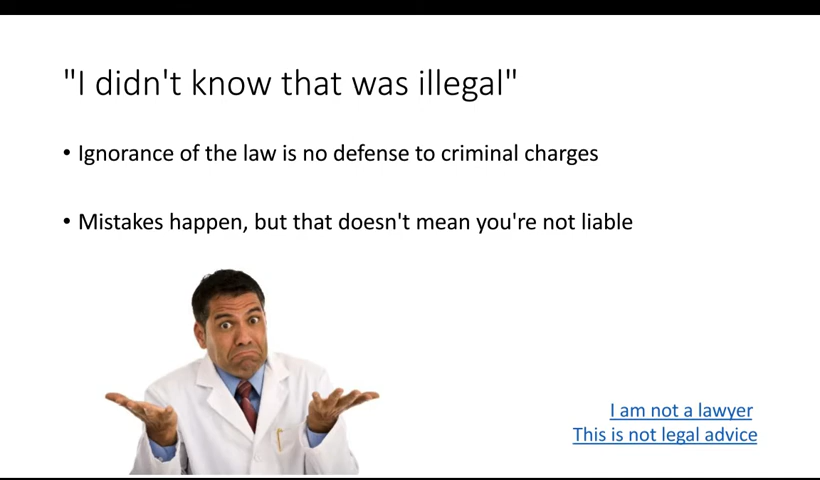 "I didn't know that was illegal"
• Ignorance of the law is no defense to criminal charges
• Mistakes happen, but that doesn't mean you're not liable
I am not a lawyer
This is not legal advice